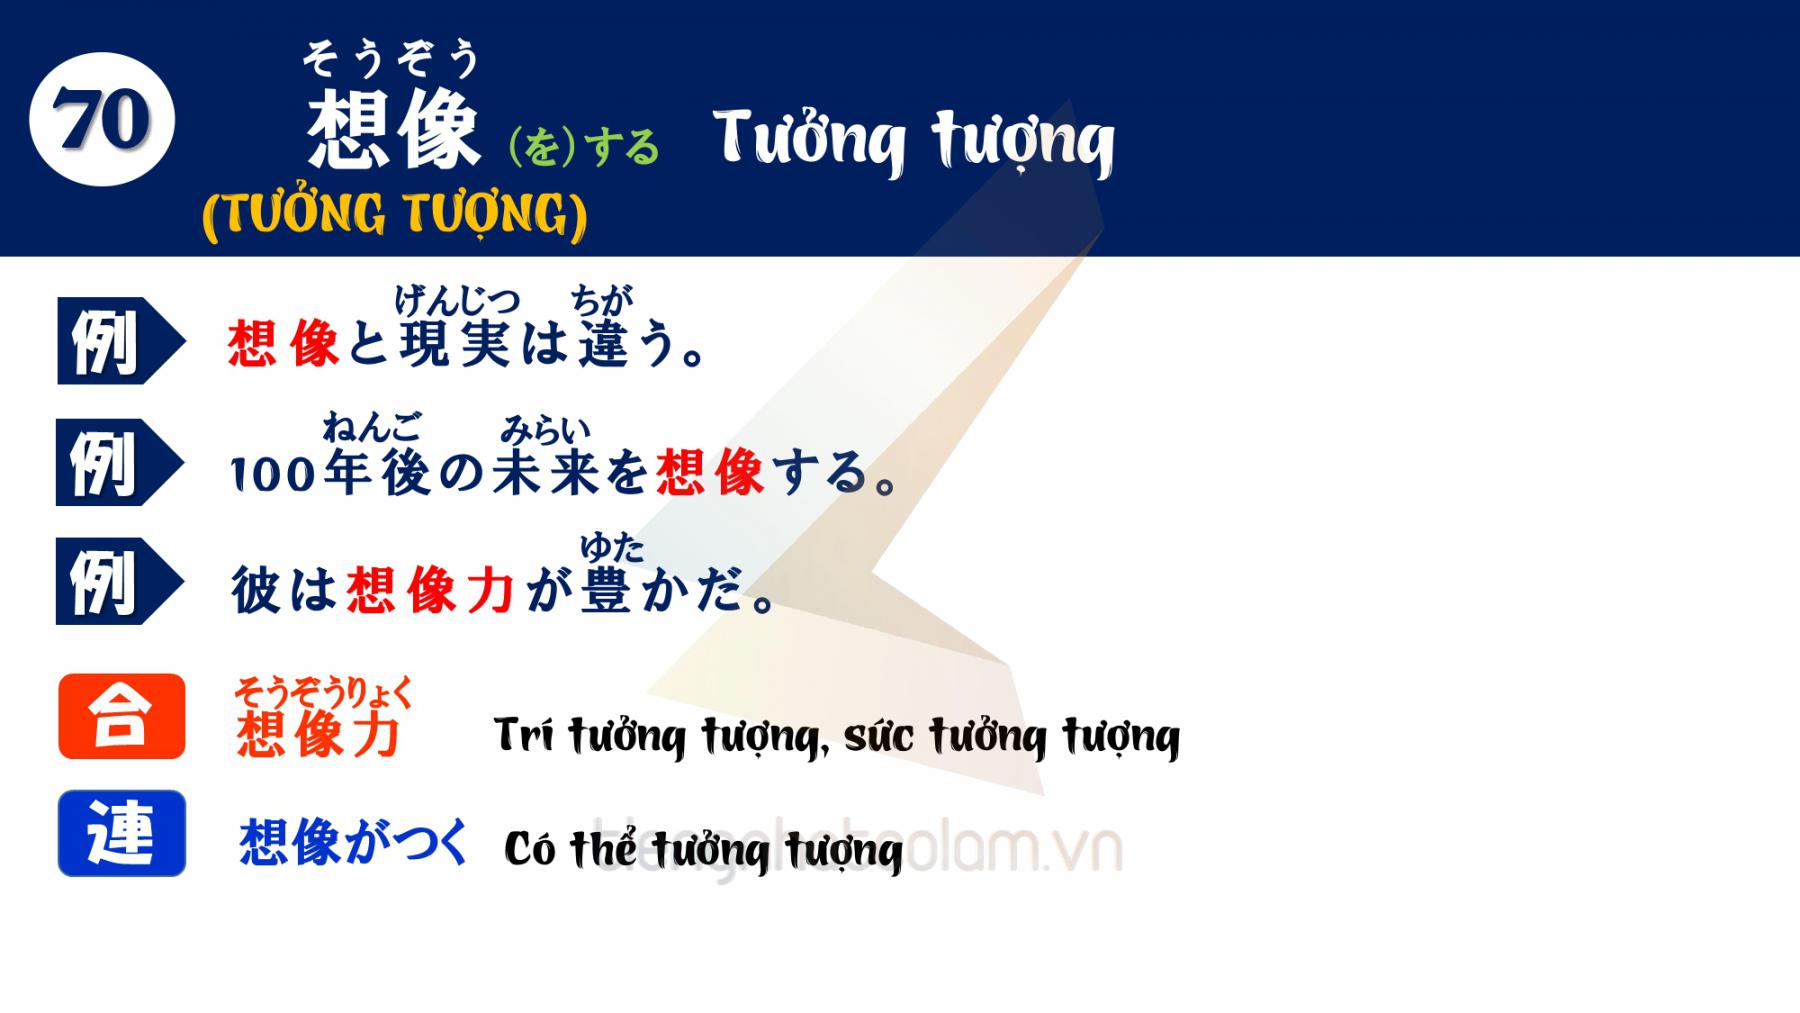 70
そうぞう
想像(を)する Tưởng tượng
(TƯỞNG TƯỢNG)
げんじつ ちが
例 想像と現実は違う。
ねんご みらい
例 100年後の未来を想像する。
ゆた
例 彼は想像力が豊かだ。
そうぞうりょく
合 想像力 Trí tưởng tượng, sức tưởng tượng
連 想像がつく Có thể tưởng tượng
tiengnhatcolam.vn